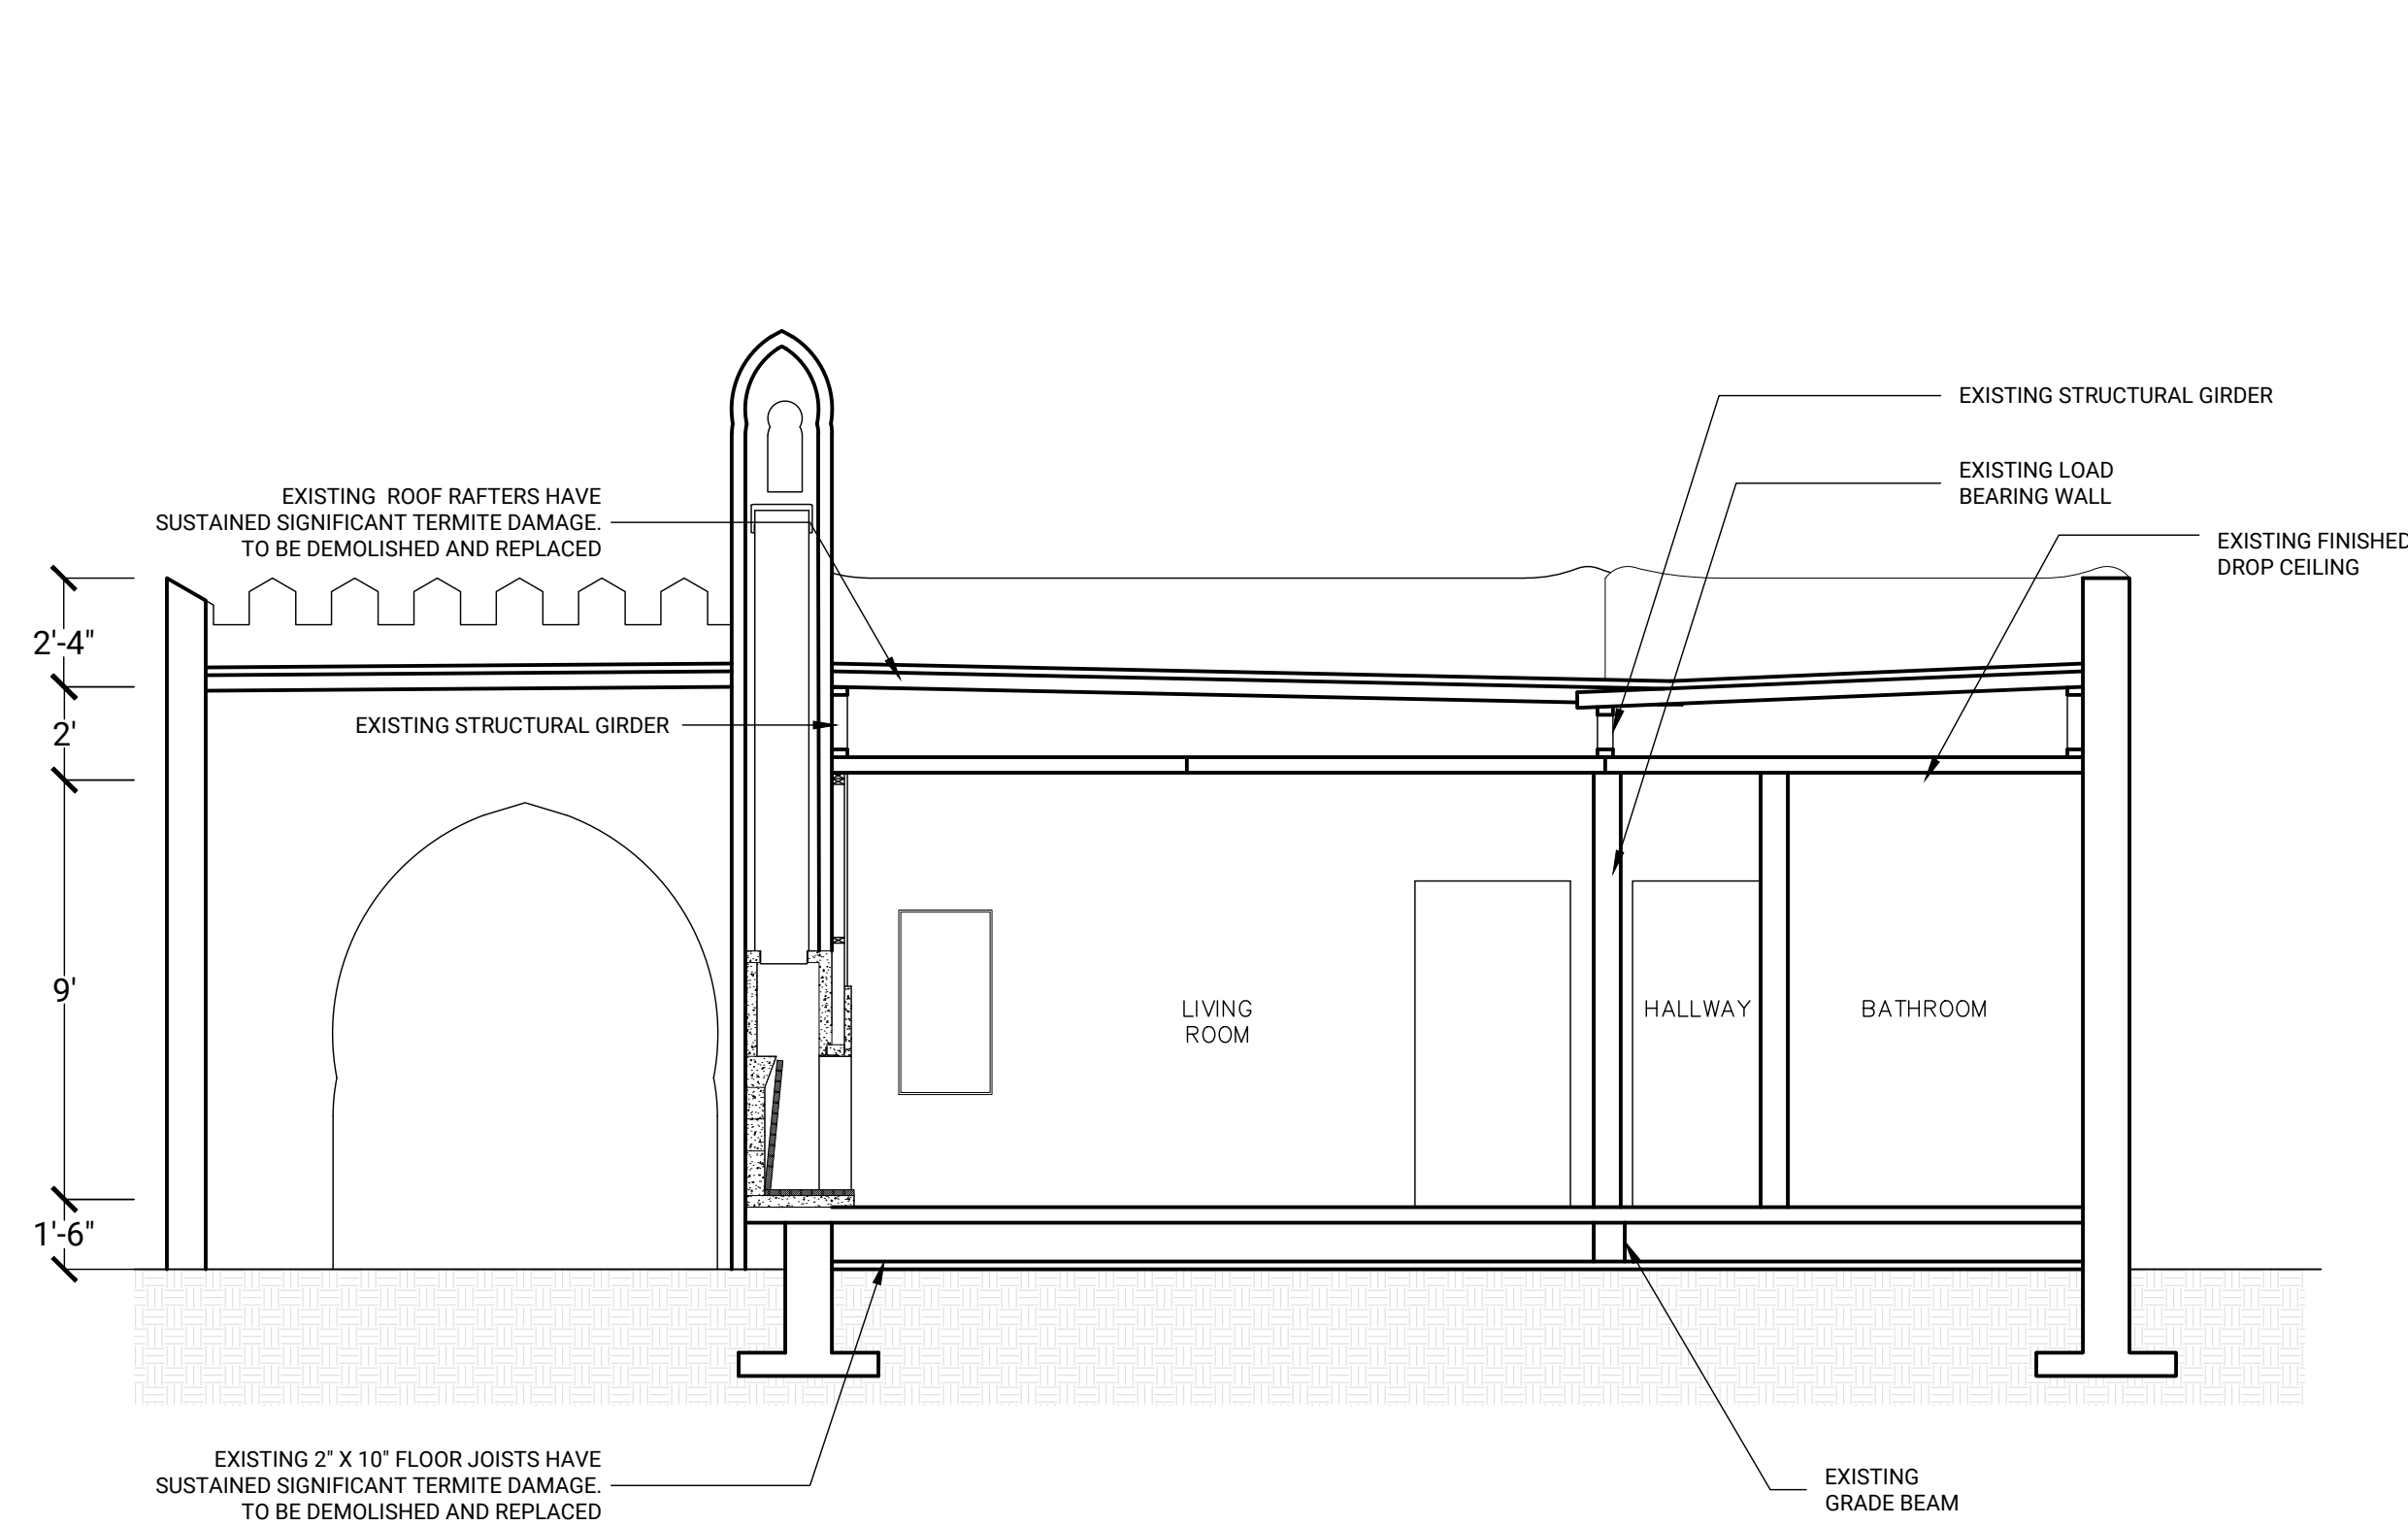 EXISTING STRUCTURAL GIRDER
EXISTING LOAD
BEARING WALL
EXISTING ROOF RAFTERS HAVE
SUSTAINED SIGNIFICANT TERMITE DAMAGE.
TO BE DEMOLISHED AND REPLACED
EXISTING FINISHED
DROP CEILING
2'-4"
EXISTING STRUCTURAL GIRDER
2'
9'
LIVING
ROOM
HALLWAY
BATHROOM
1'-6"
EXISTING 2" X 10" FLOOR JOISTS HAVE
SUSTAINED SIGNIFICANT TERMITE DAMAGE.
TO BE DEMOLISHED AND REPLACED
EXISTING
GRADE BEAM